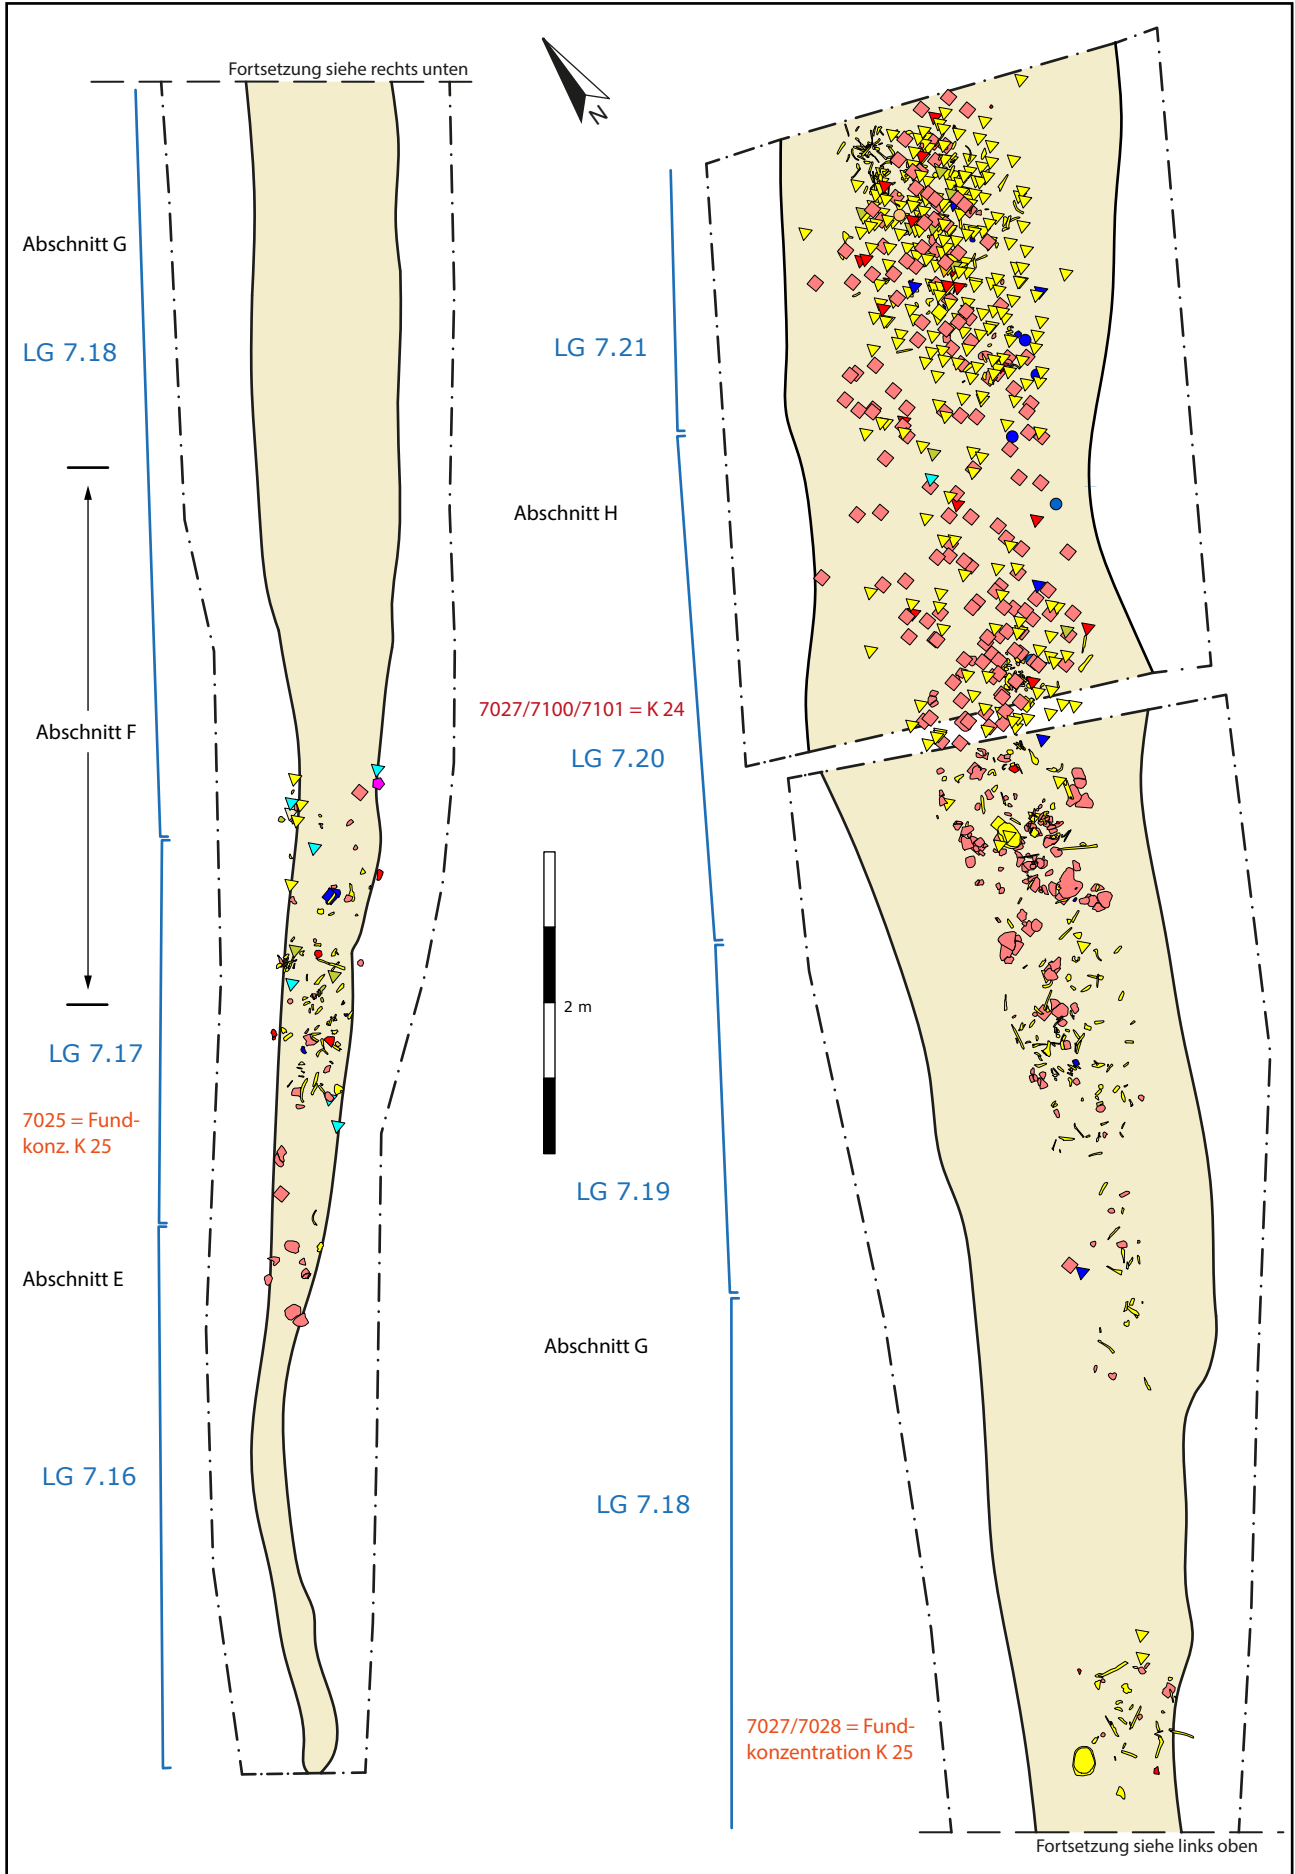 Fortsetzung siehe rechts unten
N
Abschnitt G
LG 7.18
Abschnitt F
LG 7.17
7025 = Fund-
konz. K 25
Abschnitt E
LG 7.16
LG 7.21
Abschnitt H
7027/7100/7101 = K 24
LG 7.20
2 m
LG 7.19
Abschnitt G
LG 7.18
7027/7028 = Fund-
konzentration K 25
Fortsetzung siehe links oben